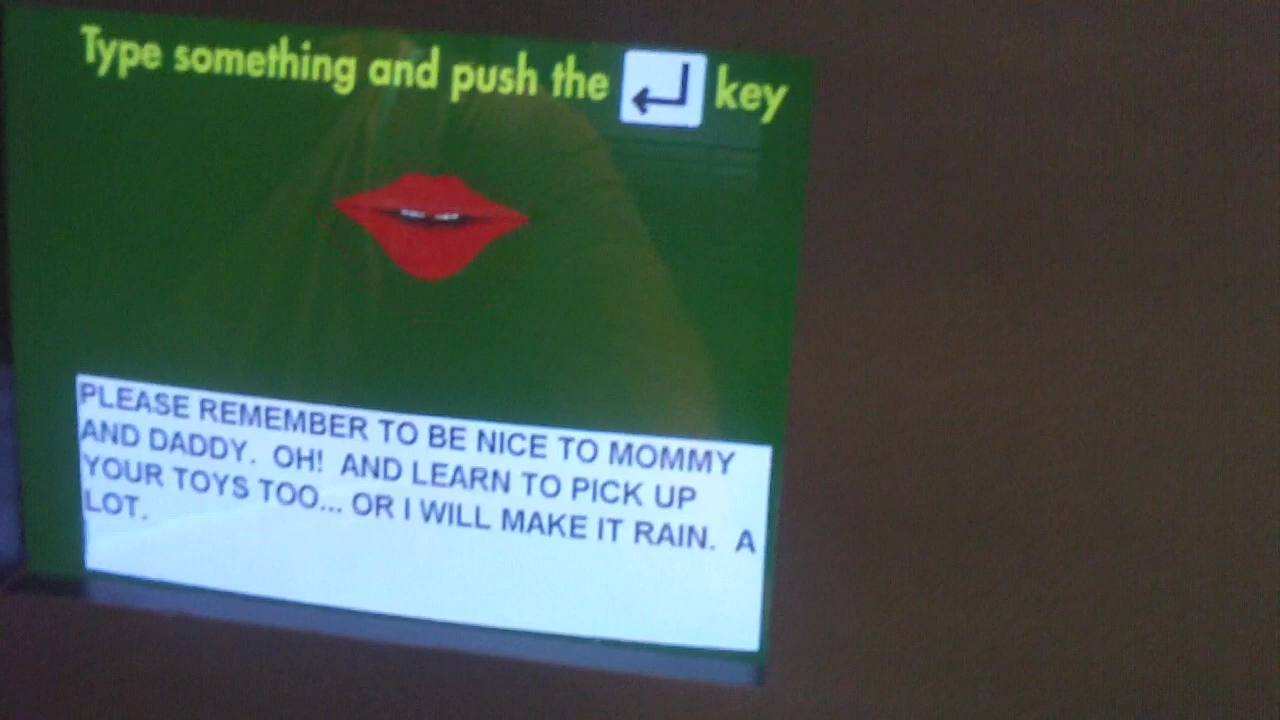 Type something and push the key
PLEASE REMEMBER TO BE NICE TO MOMMY
AND DADDY. OH! AND LEARN TO PICK UP
YOUR TOYS TOO... OR I WILL MAKE IT RAIN. A
LOT.